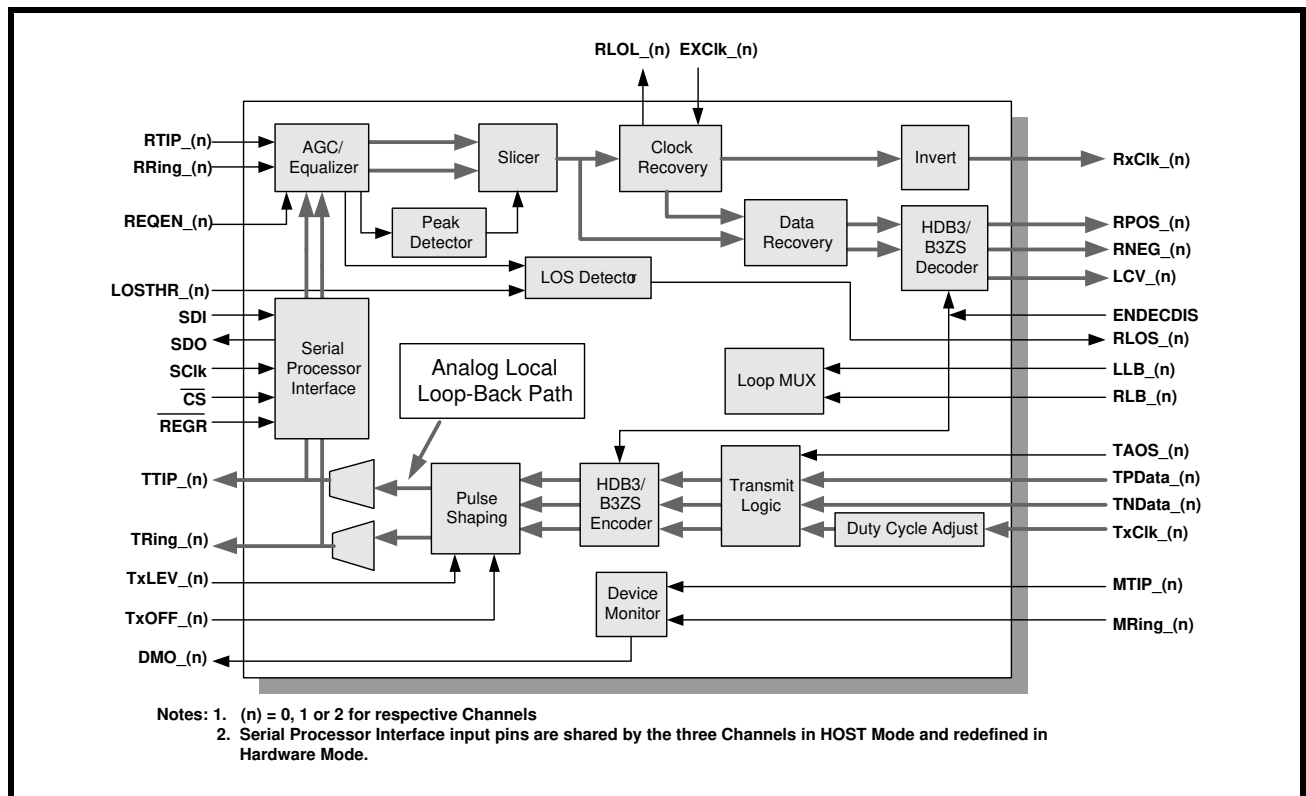 RLOL_(n) EXClk_(n)
RTIP_(n)
RRing_(n)
REQEN_(n)
LOSTHR_(n)
SDI
SDO
SClk
CS
REGR
TTIP_(n)
TRing_(n)
TxLEV_(n)
TxOFF_(n)
DMO_(n)
AGC/
Equalizer
Slicer
Clock
Recovery
Invert
Peak
Detector
Data
Recovery
HDB3/
B3ZS
Decoder
LOS Detector
Serial
Processor
Interface
Analog Local
Loop-Back Path
Loop MUX
Pulse
Shaping
HDB3/
B3ZS
Encoder
Transmit
Logic
Duty Cycle Adjust
Device
Monitor
RxClk_(n)
RPOS_(n)
RNEG_(n)
LCV_(n)
ENDECDIS
RLOS_(n)
LLB_(n)
RLB_(n)
TAOS_(n)
TPData_(n)
TNData_(n)
TxClk_(n)
MTIP_(n)
MRing_(n)
Notes: 1. (n) = 0, 1 or 2 for respective Channels
2. Serial Processor Interface input pins are shared by the three Channels in HOST Mode and redefined in
Hardware Mode.